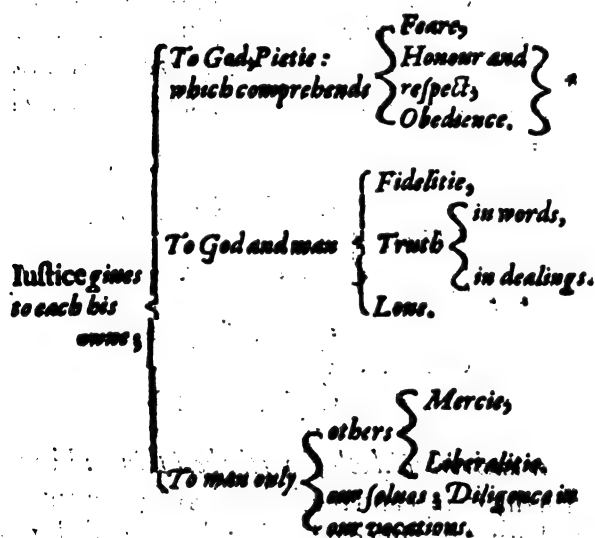 Feare,
To God, Pietie :
Honour and
which comprehends
reſpect,
*
Obedience.
Fidelitie,
in words,
To God and man
Truth
in dealings.
Iuſtice giues
to each his
owne ;
Loue.
Mercie,
others
Liberalitie.
To man only
our ſelues ; Diligence in
our vocations.